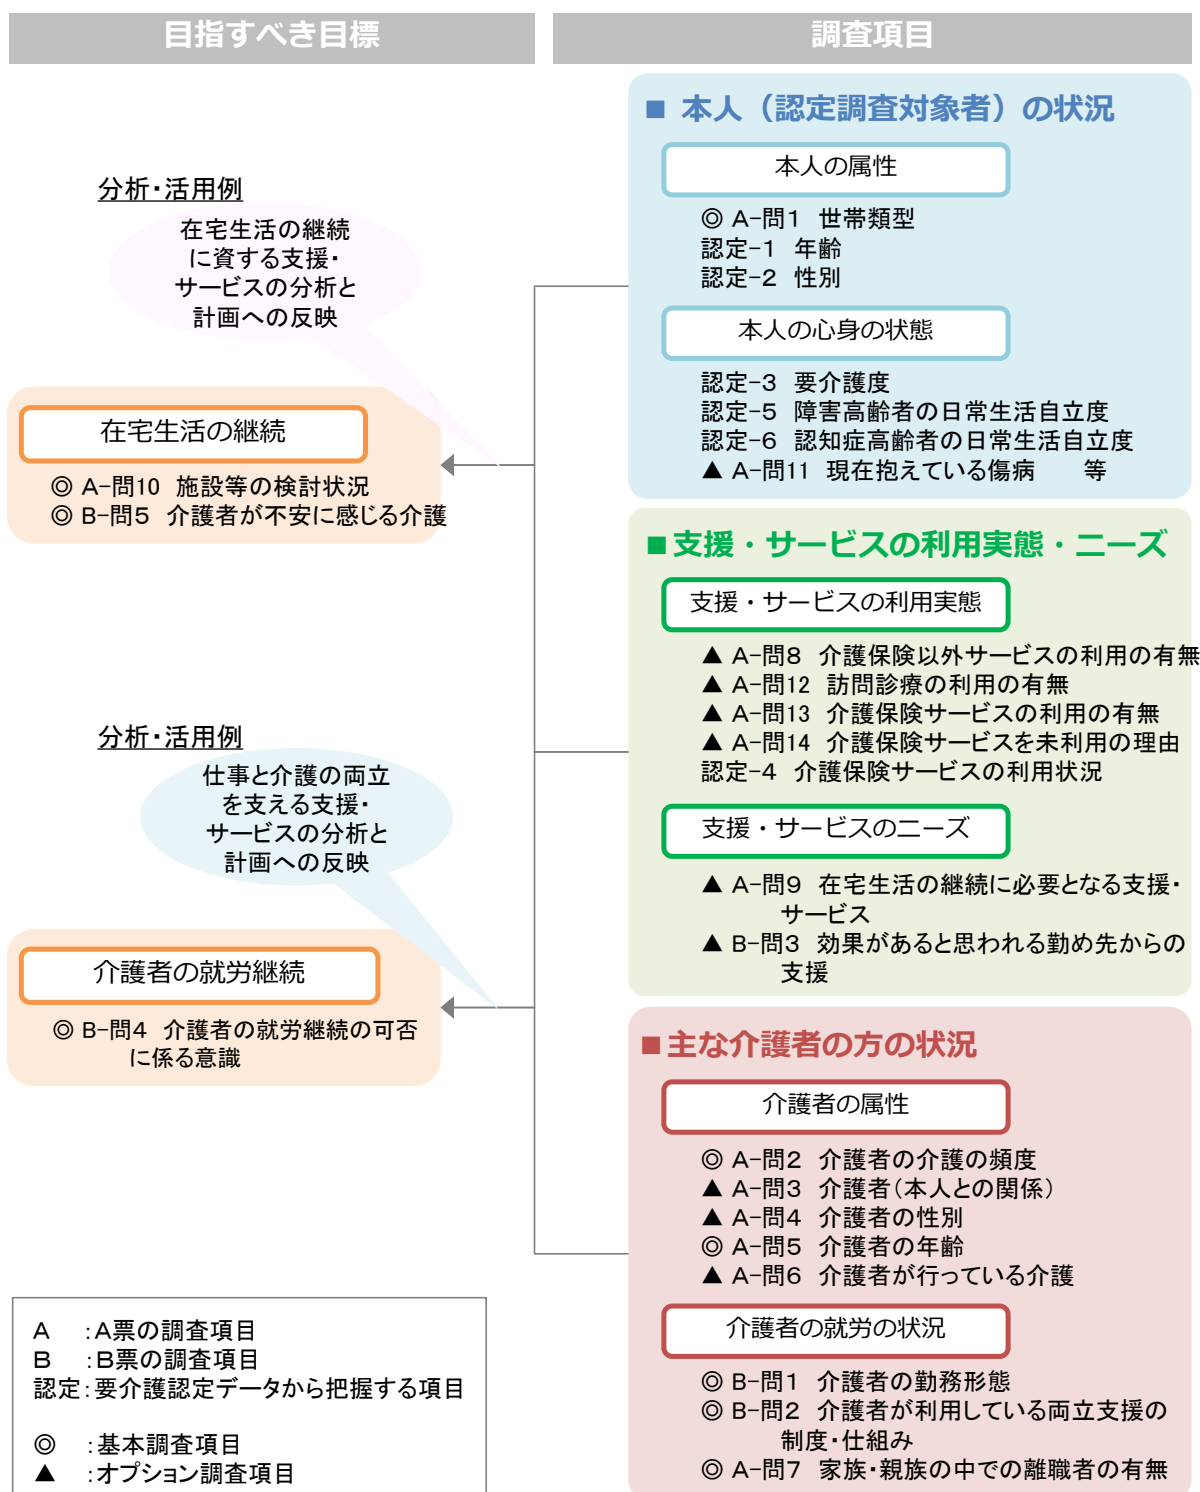 目指すべき目標
調査項目
分析・活用例
在宅生活の継続
に資する支援・
サービスの分析と
計画への反映
在宅生活の継続
◎ A-問10 施設等の検討状況
◎ B-問5 介護者が不安に感じる介護
分析・活用例
仕事と介護の両立
を支える支援・
サービスの分析と
計画への反映
介護者の就労継続
◎ B-問4 介護者の就労継続の可否
に係る意識
A :A票の調査項目
B :B票の調査項目
認定:要介護認定データから把握する項目
◎ :基本調査項目
▲ :オプション調査項目
■ 本人（認定調査対象者）の状況
本人の属性
◎ A-問1 世帯類型
認定-1 年齢
認定-2 性別
本人の心身の状態
認定-3 要介護度
認定-5 障害高齢者の日常生活自立度
認定-6 認知症高齢者の日常生活自立度
▲ A-問11 現在抱えている傷病 等
■支援・サービスの利用実態・ニーズ
支援・サービスの利用実態
▲ A-問8 介護保険以外サービスの利用の有無
▲ A-問12 訪問診療の利用の有無
▲ A-問13 介護保険サービスの利用の有無
▲ A-問14 介護保険サービスを未利用の理由
認定-4 介護保険サービスの利用状況
支援・サービスのニーズ
▲ A-問9 在宅生活の継続に必要となる支援・
サービス
▲ B-問3 効果があると思われる勤め先からの
支援
■主な介護者の方の状況
介護者の属性
◎ A-問2 介護者の介護の頻度
▲ A-問3 介護者（本人との関係）
▲ A-問4 介護者の性別
◎ A-問5 介護者の年齢
▲ A-問6 介護者が行っている介護
介護者の就労の状況
◎ B-問1 介護者の勤務形態
◎ B-問2 介護者が利用している両立支援の
制度・仕組み
◎ A-問7 家族・親族の中での離職者の有無